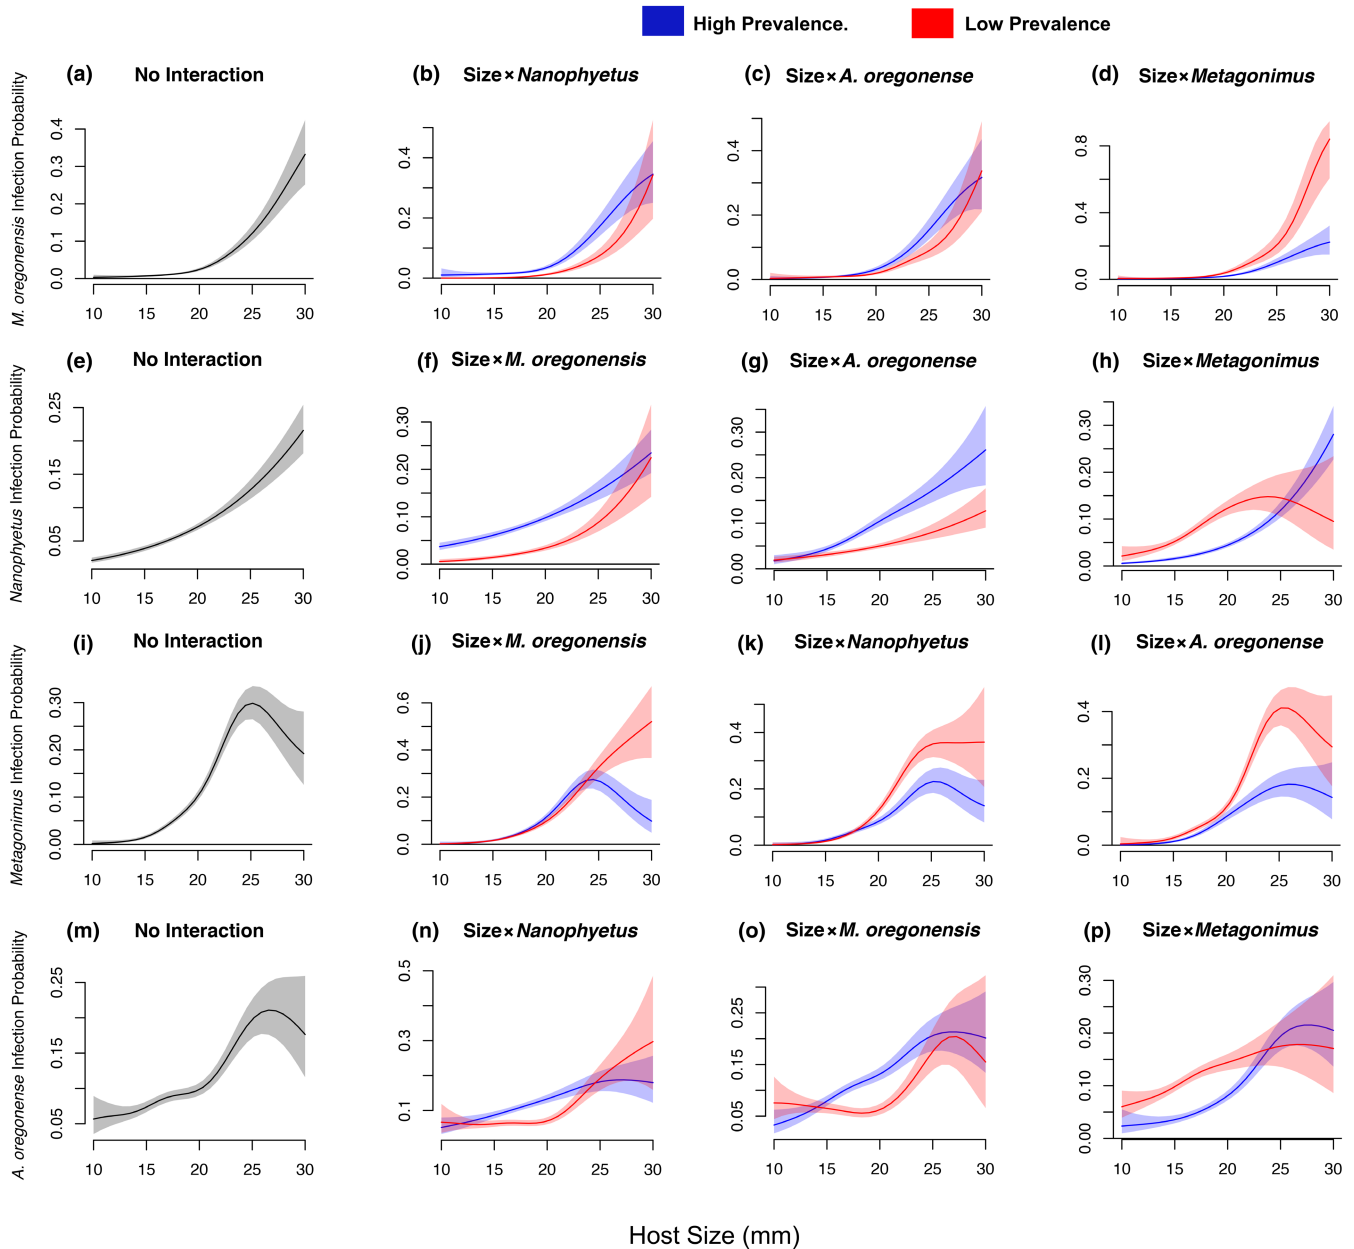 High Prevalence. Low Prevalence
(a) No Interaction (b) Size×Nanophyetus (c) Size×A. oregonense (d) Size×Metagonimus
M. oregonensis Infection Probability
0.0 0.1 0.2 0.3 0.4
10 15 20 25 30
0.0 0.2 0.4
10 15 20 25 30
0.0 0.2 0.4
10 15 20 25 30
0.0 0.4 0.8
10 15 20 25 30
(e) No Interaction (f) Size×M. oregonensis (g) Size×A. oregonense (h) Size×Metagonimus
Nanophyetus Infection Probability
0.05 0.15 0.25
10 15 20 25 30
0.00 0.10 0.20 0.30
10 15 20 25 30
0.00 0.10 0.20 0.30
10 15 20 25 30
0.00 0.10 0.20 0.30
10 15 20 25 30
(i) No Interaction (j) Size×M. oregonensis (k) Size×Nanophyetus (l) Size×A. oregonense
Metagonimus Infection Probability
0.00 0.10 0.20 0.30
10 15 20 25 30
0.0 0.2 0.4 0.6
10 15 20 25 30
0.0 0.2 0.4
10 15 20 25 30
0.0 0.2 0.4
10 15 20 25 30
(m) No Interaction (n) Size×Nanophyetus (o) Size×M. oregonensis (p) Size×Metagonimus
A. oregonense Infection Probability
0.05 0.15 0.25
10 15 20 25 30
0.1 0.3 0.5
10 15 20 25 30
0.05 0.15 0.25
10 15 20 25 30
0.00 0.10 0.20 0.30
10 15 20 25 30
Host Size (mm)